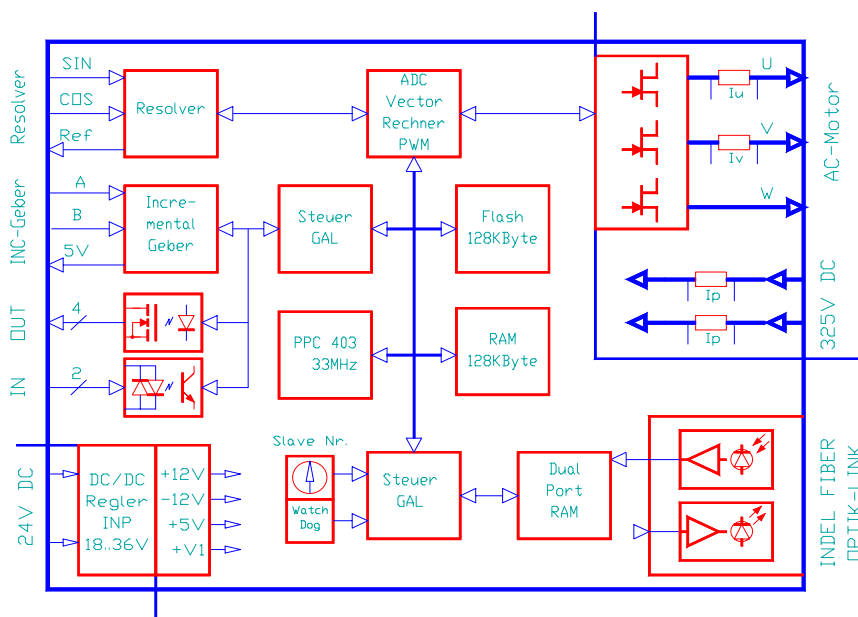 Resolver
SIN
COS
Ref
Resolver
ADC
Vector
Rechner
PWM
U
Iu
V
Iv
W
AC-Motor
INC-Geber
A
B
5V
Incre-
mental
Geber
Steuer
GAL
Flash
128KByte
Ip
Ip
325V DC
OUT
4
IN
2
PPC 403
33MHz
RAM
128KByte
24V DC
DC/DC
Regler
INP
18..36V
+12V
-12V
+5V
+V1
Slave Nr.
Watch
Dog
Steuer
GAL
Dual
Port
RAM
INDEL FIBER
OPTIK-LINK